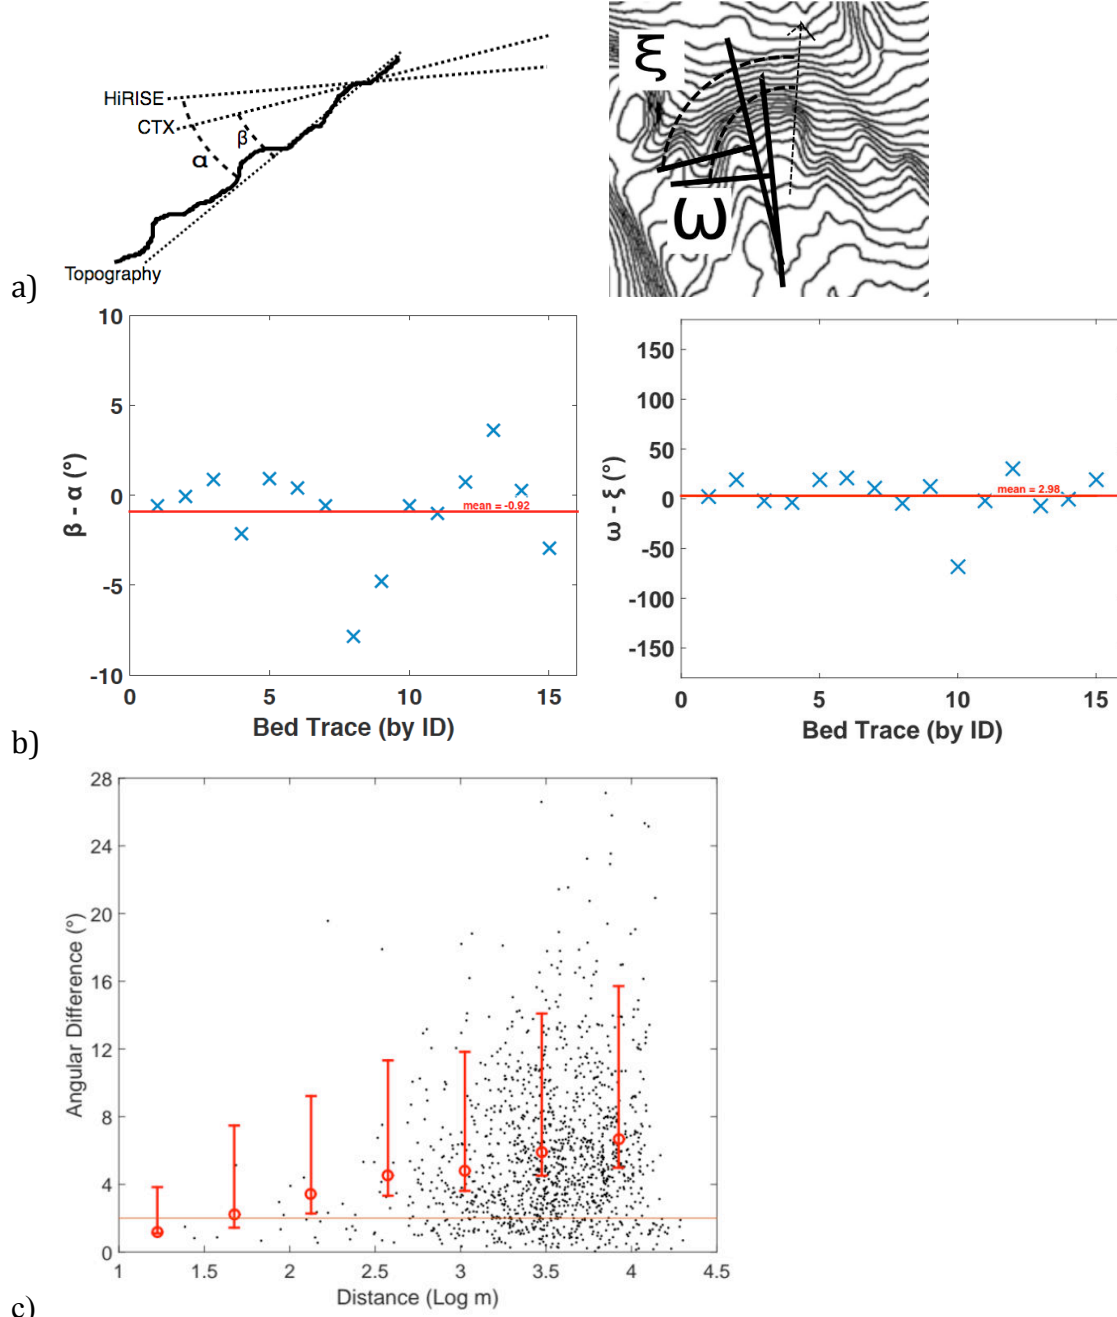 HiRISE
CTX
β
α
Topography
ξ
ω
a)
10
5
0
-5
-10
β - α (°)
mean = -0.92
0 5 10 15
Bed Trace (by ID)
150
100
50
0
-50
-100
-150
ω - ξ (°)
mean = 2.98
0 5 10 15
Bed Trace (by ID)
b)
28
24
20
16
12
8
4
0
Angular Difference (°)
1 1.5 2 2.5 3 3.5 4 4.5
Distance (Log m)
c)